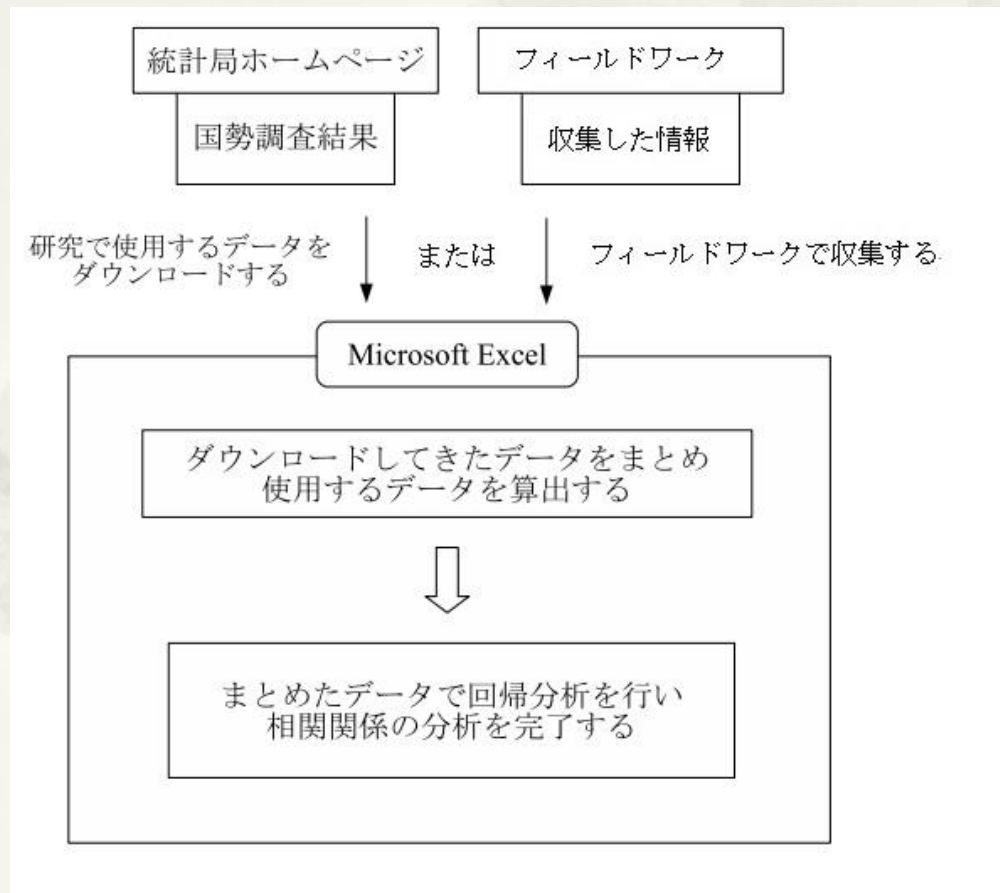 統計局ホームページ
フィールドワーク
国勢調査結果
収集した情報
研究で使用するデータを
ダウンロードする
または
フィールドワークで収集する
Microsoft Excel
ダウンロードしてきたデータをまとめ
使用するデータを算出する
まとめたデータで回帰分析を行い
相関関係の分析を完了する